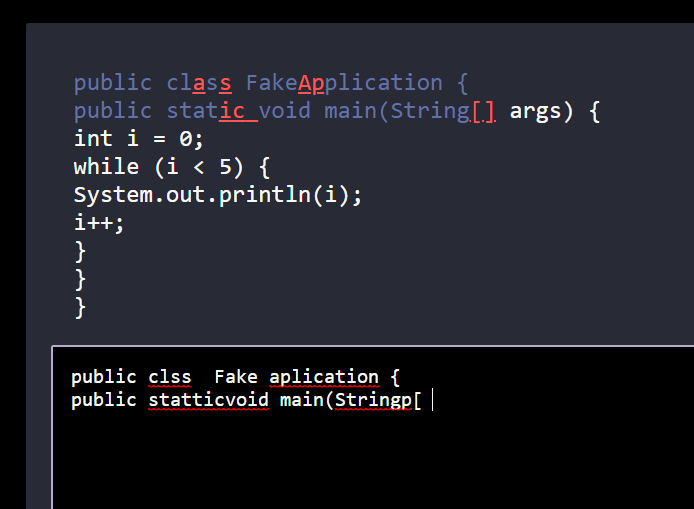 public class FakeApplication {
public static void main(String[] args) {
int i = 0;
while (i < 5) {
System.out.println(i);
i++;
}
}
}
public clss  Fake aplication {
public statticvoid main(Stringp[